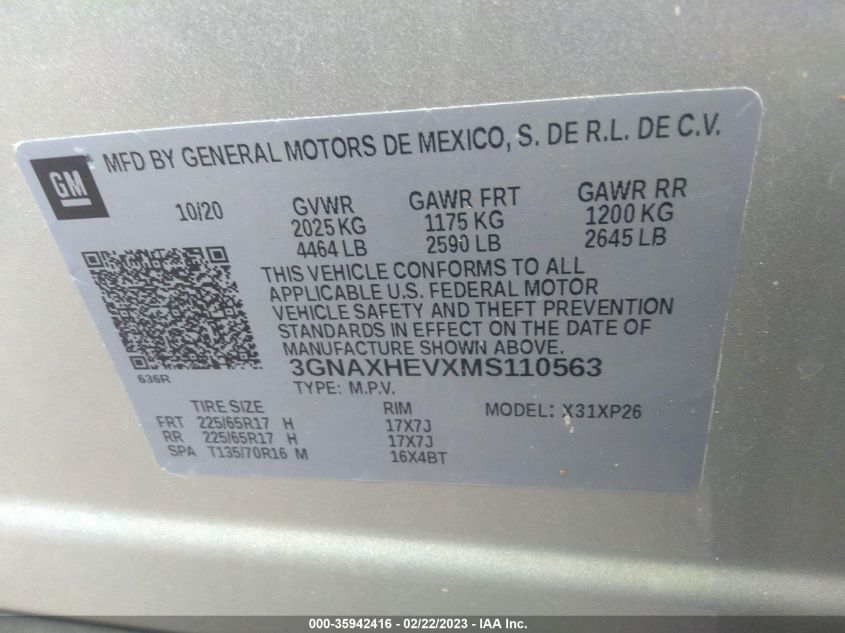 GM
MFD BY GENERAL MOTORS DE MEXICO, S. DE R.L. DE C.V.
10/20
GVWR
2025 KG
4464 LB
GAWR FRT
1175 KG
2590 LB
GAWR RR
1200 KG
2645 LB
THIS VEHICLE CONFORMS TO ALL
APPLICABLE U.S. FEDERAL MOTOR
VEHICLE SAFETY AND THEFT PREVENTION
STANDARDS IN EFFECT ON THE DATE OF
MANUFACTURE SHOWN ABOVE.
636R
3GNAXHEVXMS110563
TYPE: M.P.V.
TIRE SIZE RIM MODEL: X31XP26
FRT 225/65R17 H 17X7J
RR 225/65R17 H 17X7J
SPA T135/70R16 M 16X4BT
000-35942416 - 02/22/2023 - IAA Inc.